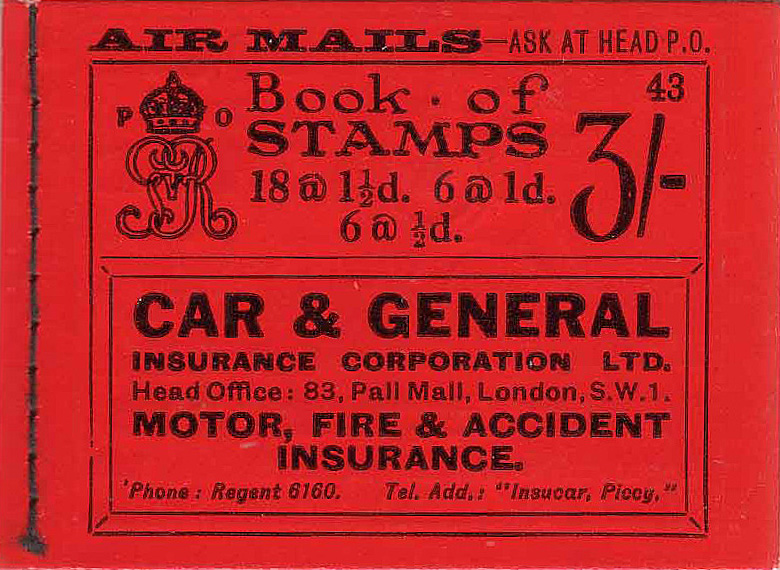 AIR MAILS—ASK AT HEAD P.O.
P O
GRV
Book · of
43
STAMPS
3/-
18 @ 1½d. 6 @ 1d.
6 @ ½d.
CAR & GENERAL
INSURANCE CORPORATION LTD.
Head Office: 83, Pall Mall, London, S.W.1.
MOTOR, FIRE & ACCIDENT
INSURANCE.
'Phone: Regent 6160. Tel. Add.: "Insucar, Piccy,"